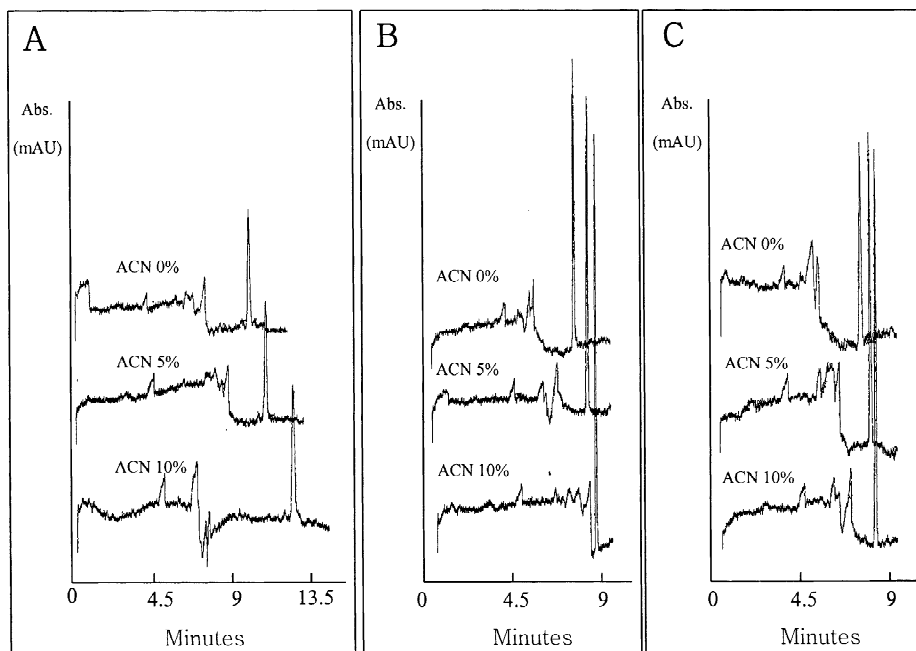 A
Abs.
(mAU)
ACN 0%
ACN 5%
ACN 10%
0 4.5 9 13.5
Minutes
B
Abs.
(mAU)
ACN 0%
ACN 5%
ACN 10%
0 4.5 9
Minutes
C
Abs.
(mAU)
ACN 0%
ACN 5%
ACN 10%
0 4.5 9
Minutes